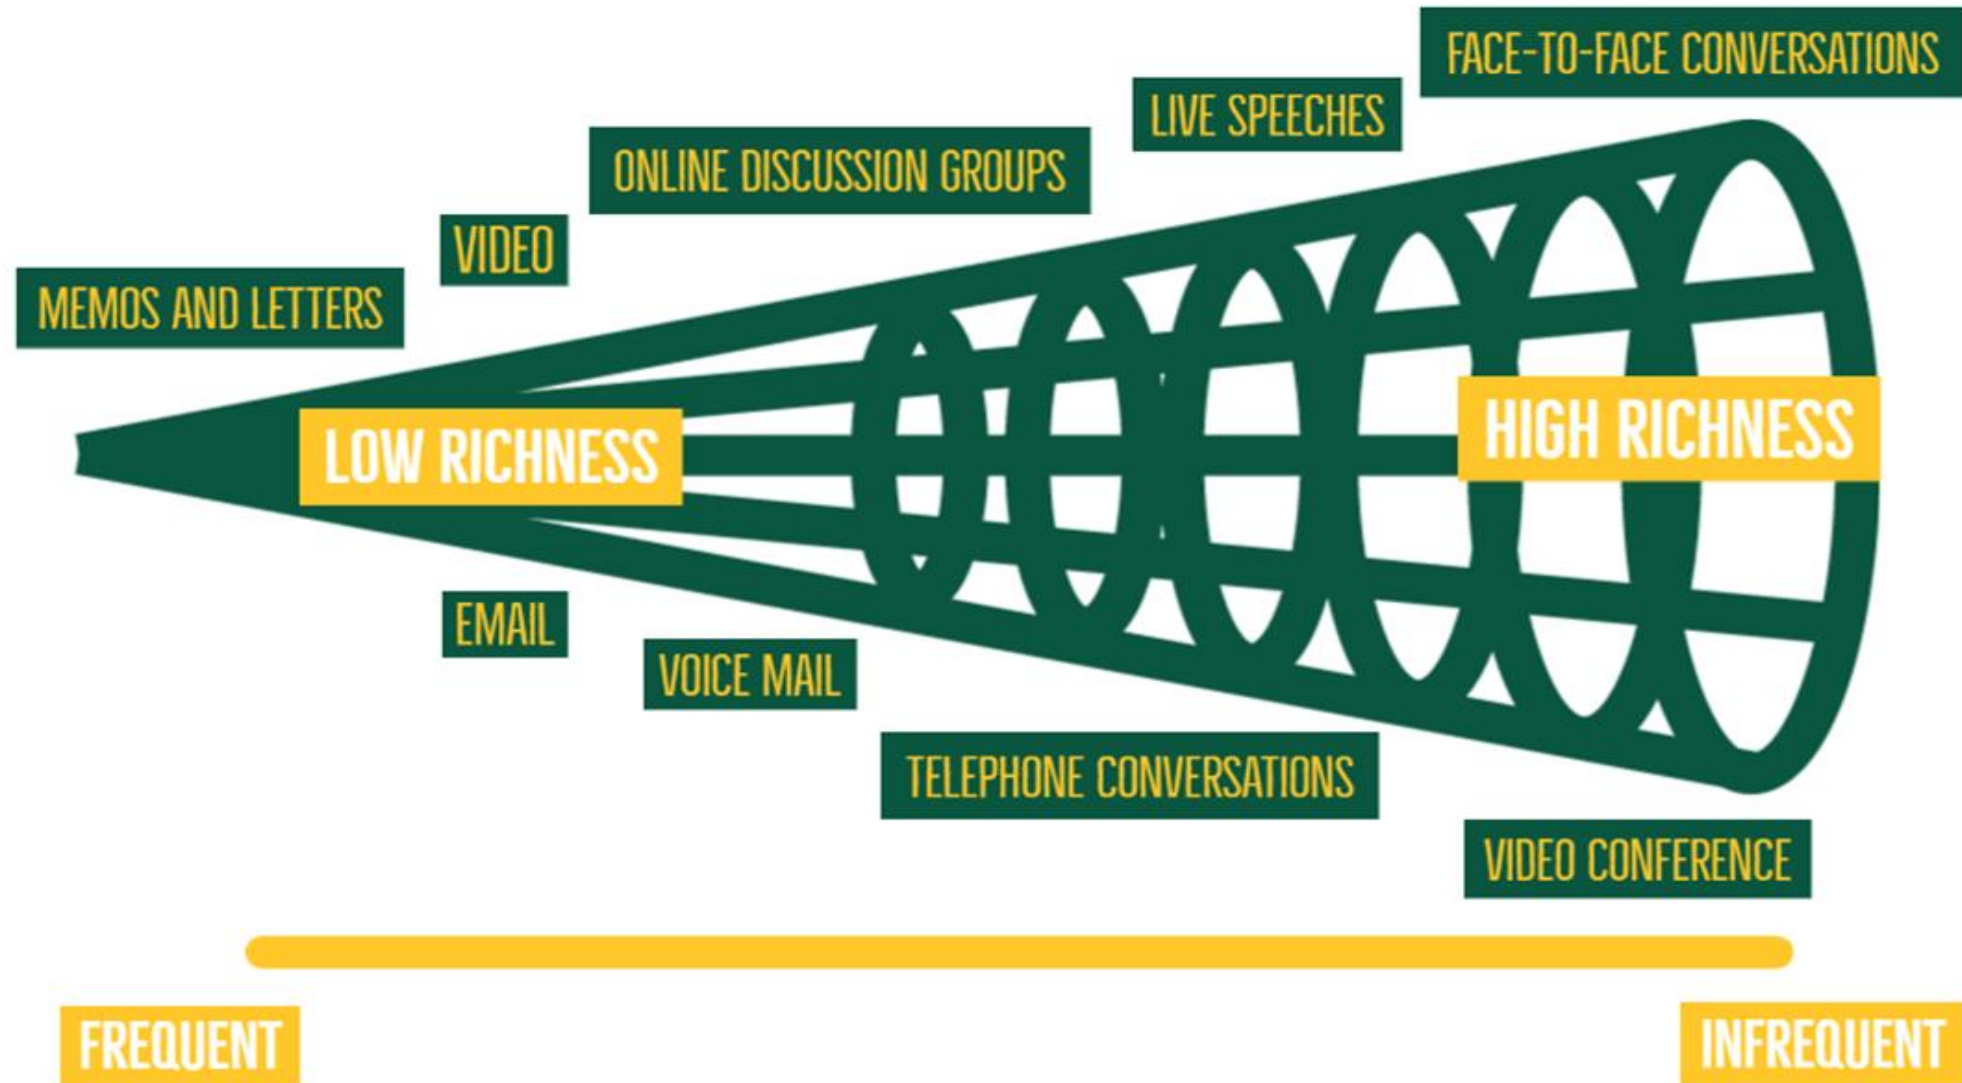 FACE-TO-FACE CONVERSATIONS
LIVE SPEECHES
ONLINE DISCUSSION GROUPS
VIDEO
MEMOS AND LETTERS
LOW RICHNESS
HIGH RICHNESS
EMAIL
VOICE MAIL
TELEPHONE CONVERSATIONS
VIDEO CONFERENCE
FREQUENT
INFREQUENT